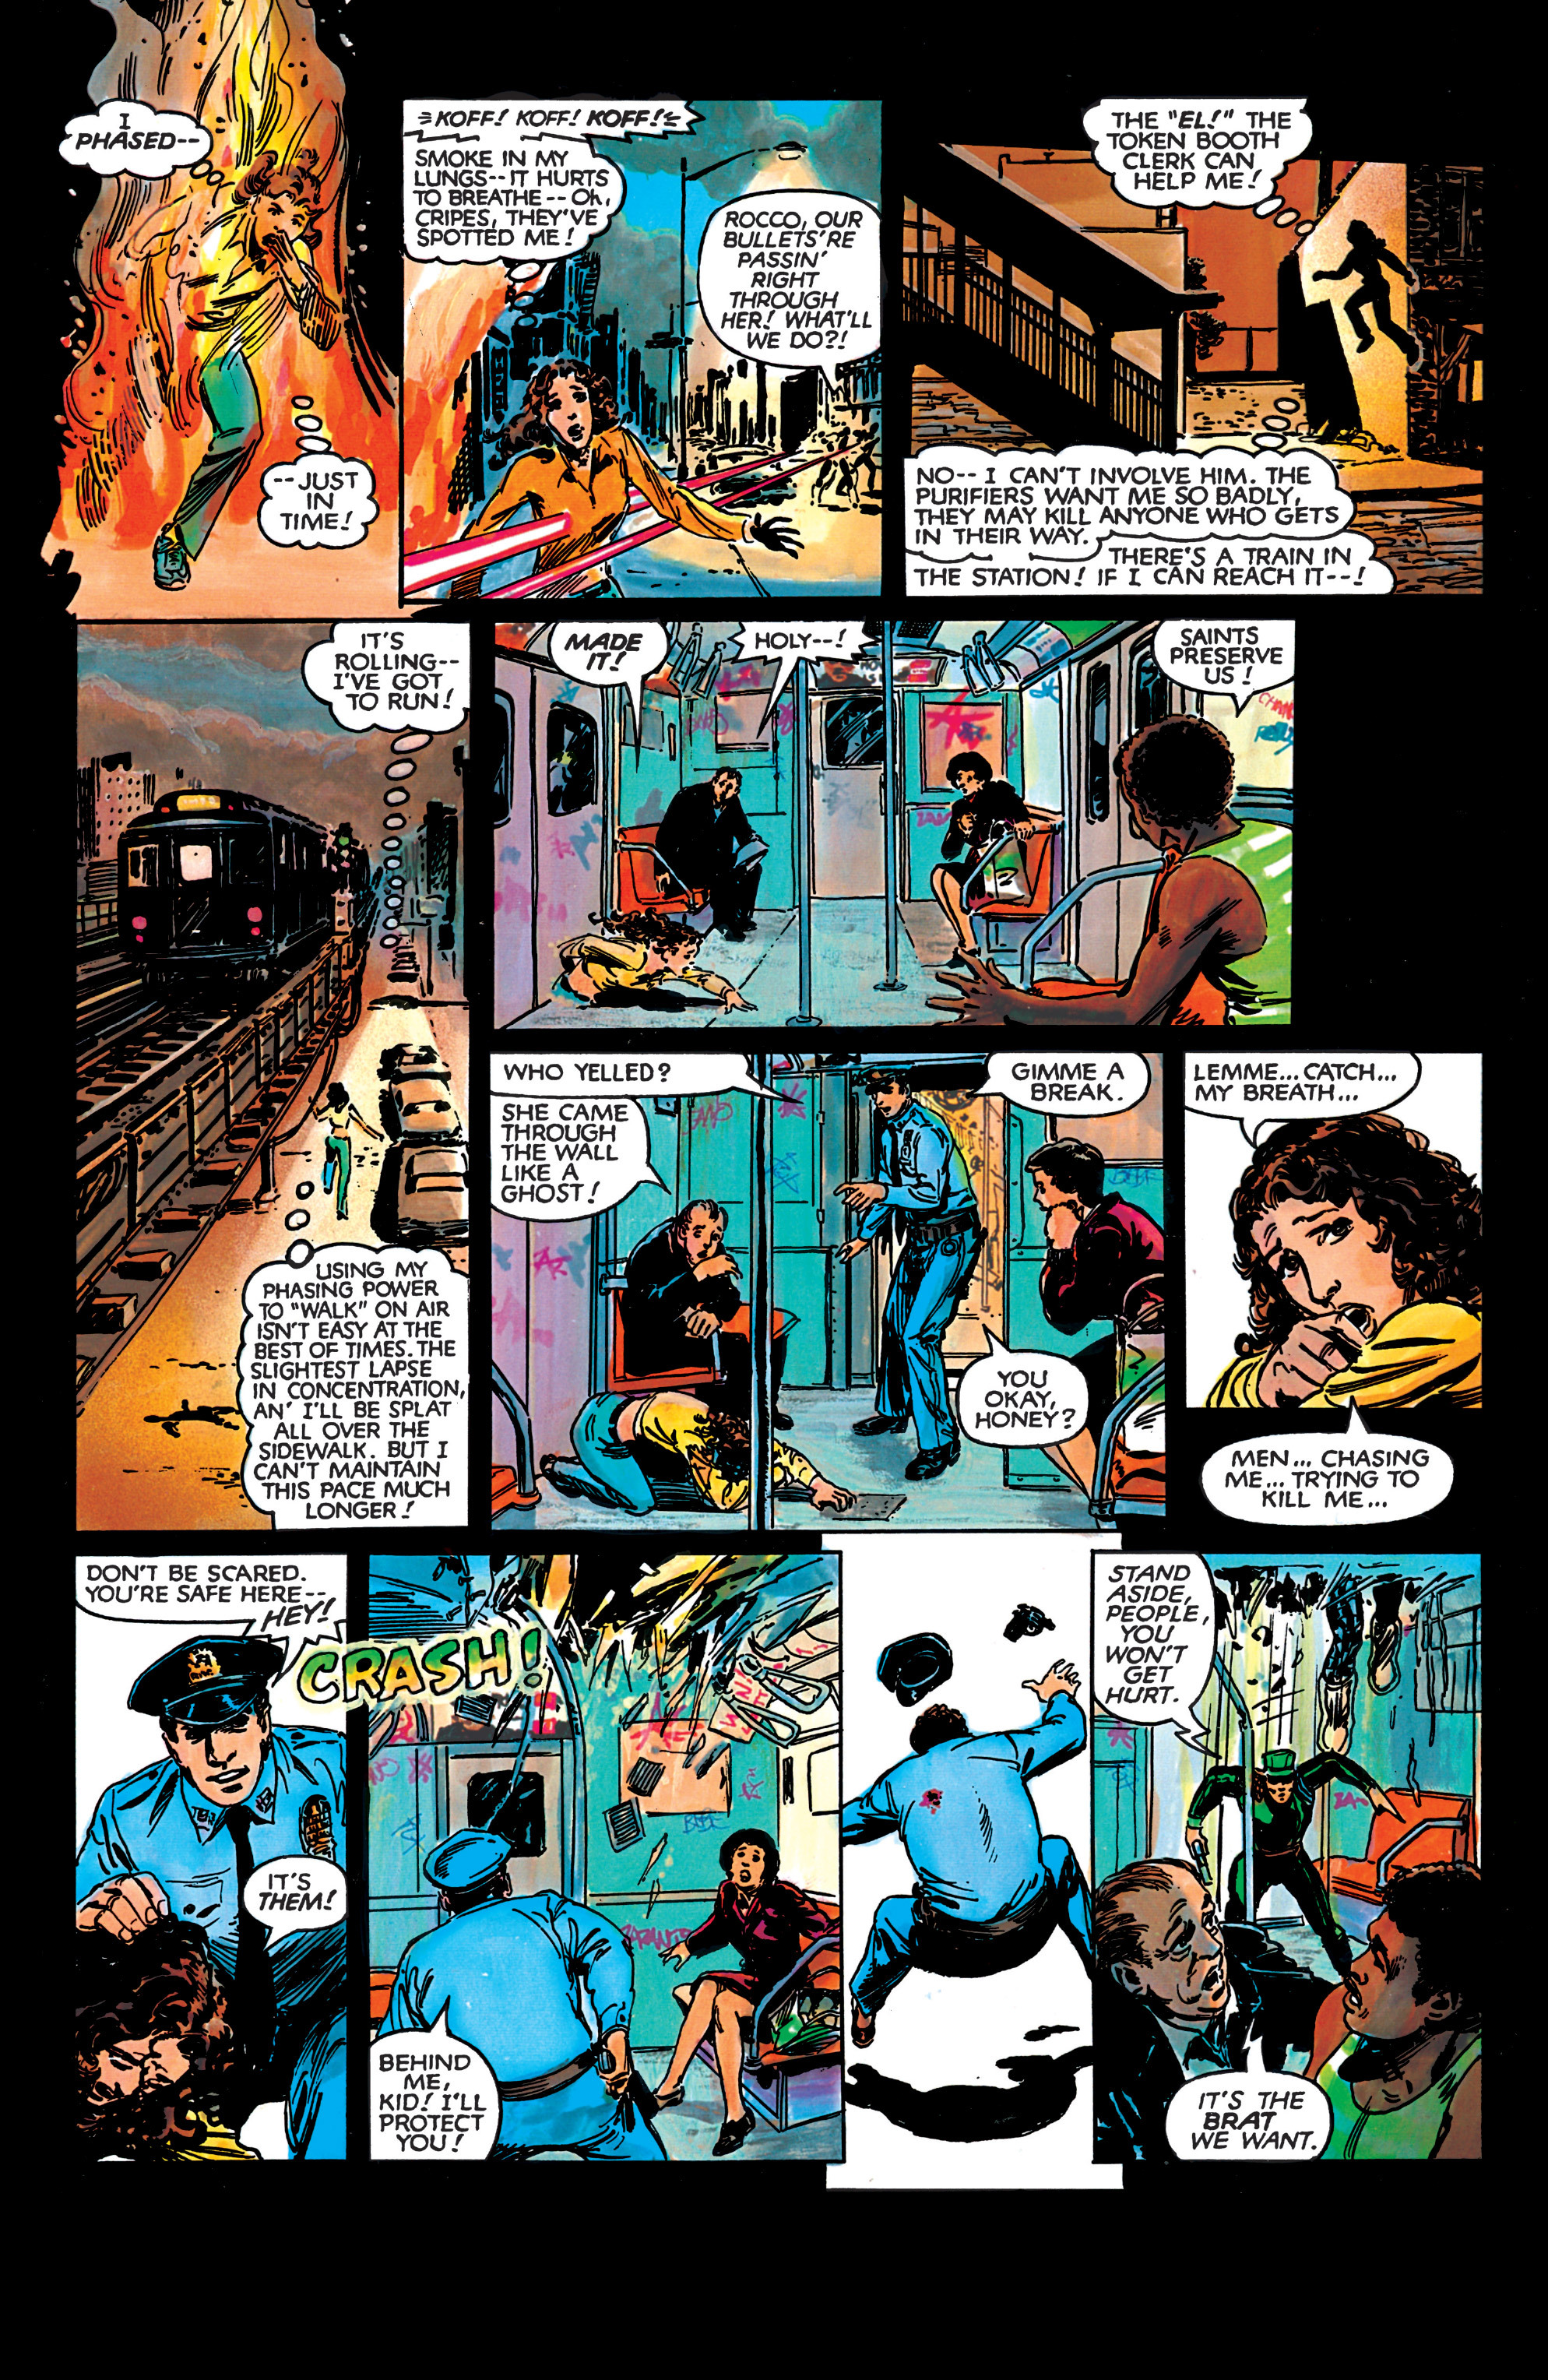 I
PHASED--
--JUST
IN
TIME!
KOFF! KOFF! KOFF!
SMOKE IN MY
LUNGS--IT HURTS
TO BREATHE--Oh,
CRIPES, THEY'VE
SPOTTED ME!
ROCCO, OUR
BULLETS'RE
PASSIN'
RIGHT
THROUGH
HER! WHAT'LL
WE DO?!
THE "EL!" THE
TOKEN BOOTH
CLERK CAN
HELP ME!
NO--I CAN'T INVOLVE HIM. THE
PURIFIERS WANT ME SO BADLY,
THEY MAY KILL ANYONE WHO GETS
IN THEIR WAY.
THERE'S A TRAIN IN
THE STATION! IF I CAN REACH IT--!
IT'S
ROLLING--
I'VE GOT
TO RUN!
USING MY
PHASING POWER
TO "WALK" ON AIR
ISN'T EASY AT THE
BEST OF TIMES. THE
SLIGHTEST LAPSE
IN CONCENTRATION,
AN' I'LL BE SPLAT
ALL OVER THE
SIDEWALK. BUT I
CAN'T MAINTAIN
THIS PACE MUCH
LONGER!
MADE
IT!
HOLY--!
SAINTS
PRESERVE
US!
WHO YELLED?
SHE CAME
THROUGH
THE WALL
LIKE A
GHOST!
GIMME A
BREAK.
YOU
OKAY,
HONEY?
LEMME...CATCH...
MY BREATH...
MEN... CHASING
ME... TRYING TO
KILL ME...
DON'T BE SCARED.
YOU'RE SAFE HERE--
HEY!
IT'S
THEM!
CRASH!
BEHIND
ME,
KID! I'LL
PROTECT
YOU!
STAND
ASIDE,
PEOPLE,
YOU
WON'T
GET
HURT.
IT'S THE
BRAT
WE WANT.